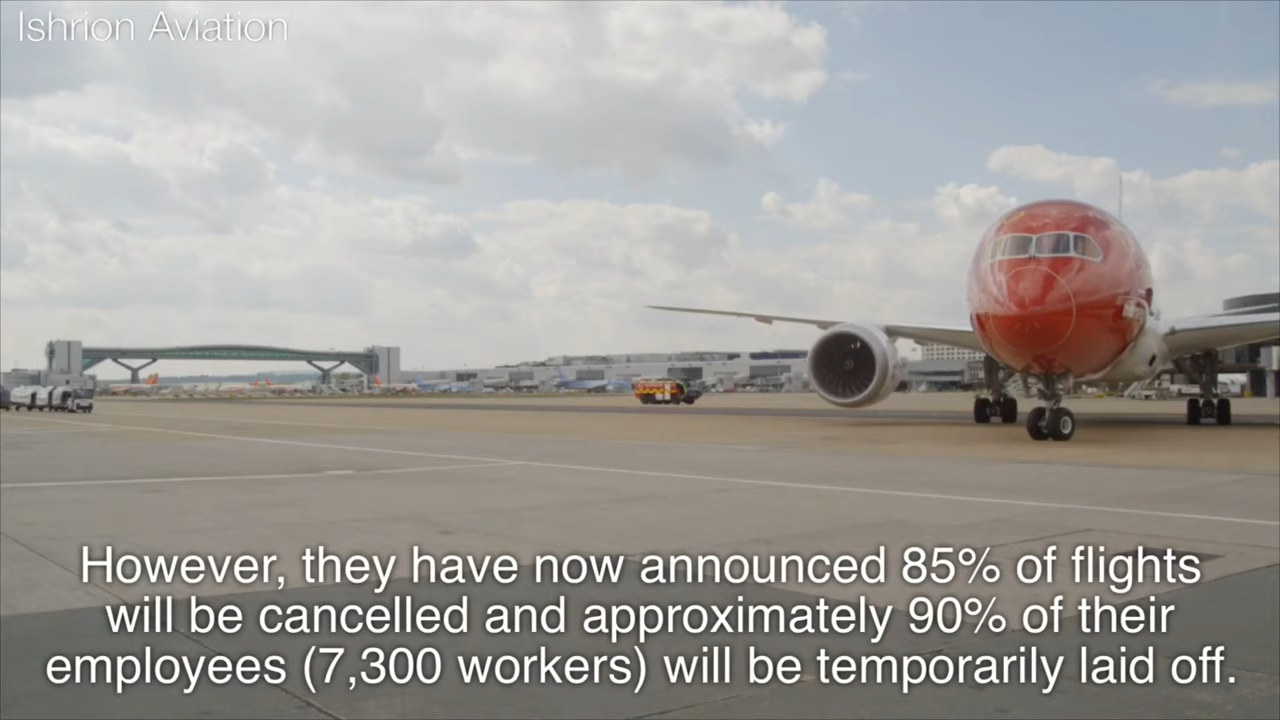 Ishrion Aviation
However, they have now announced 85% of flights
will be cancelled and approximately 90% of their
employees (7,300 workers) will be temporarily laid off.